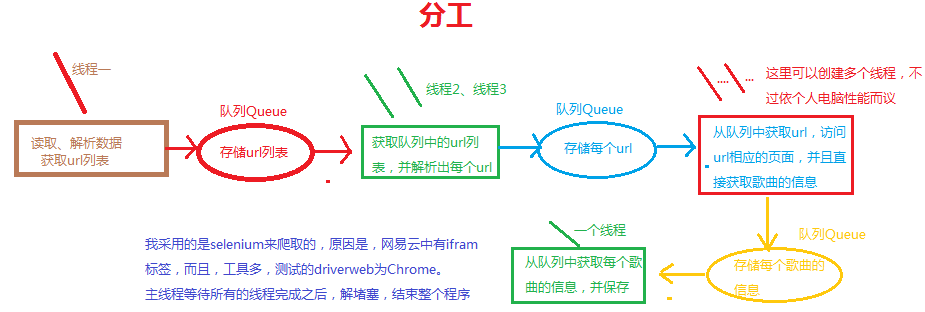 分工
线程一
读取、解析数据
获取url列表
队列Queue
存储url列表
线程2、线程3
获取队列中的url列
表，并解析出每个url
队列Queue
存储每个url
.... ...
这里可以创建多个线程，不
过依个人电脑性能而议
从队列中获取url，访问
url相应的页面，并且直
接获取歌曲的信息
队列Queue
存储每个歌曲的
信息
一个线程
从队列中获取每个歌
曲的信息，并保存
我采用的是selenium来爬取的，原因是，网易云中有ifram
标签，而且，工具多，测试的driverweb为Chrome。
主线程等待所有的线程完成之后，解堵塞，结束整个程序